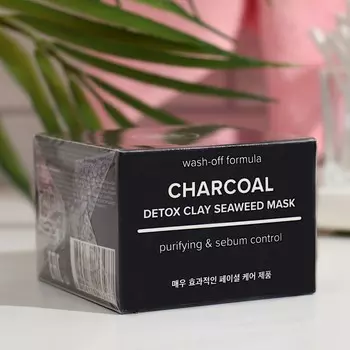 wash-off formula
CHARCOAL
DETOX CLAY SEAWEED MASK
purifying & sebum control
매우 효과적인 페이셜 케어 제품